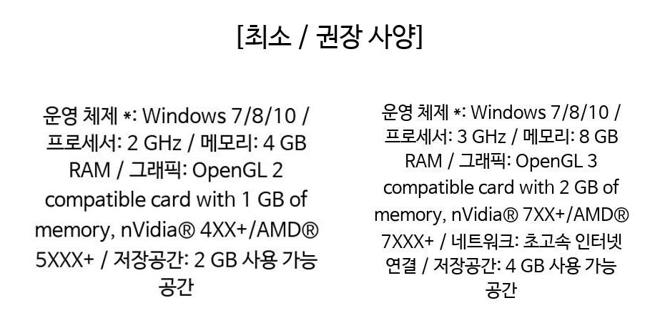 [최소 / 권장 사양]
운영 체제 *: Windows 7/8/10 /
프로세서: 2 GHz / 메모리: 4 GB
RAM / 그래픽: OpenGL 2
compatible card with 1 GB of
memory, nVidia® 4XX+/AMD®
5XXX+ / 저장공간: 2 GB 사용 가능
공간
운영 체제 *: Windows 7/8/10 /
프로세서: 3 GHz / 메모리: 8 GB
RAM / 그래픽: OpenGL 3
compatible card with 2 GB of
memory, nVidia® 7XX+/AMD®
7XXX+ / 네트워크: 초고속 인터넷
연결 / 저장공간: 4 GB 사용 가능
공간